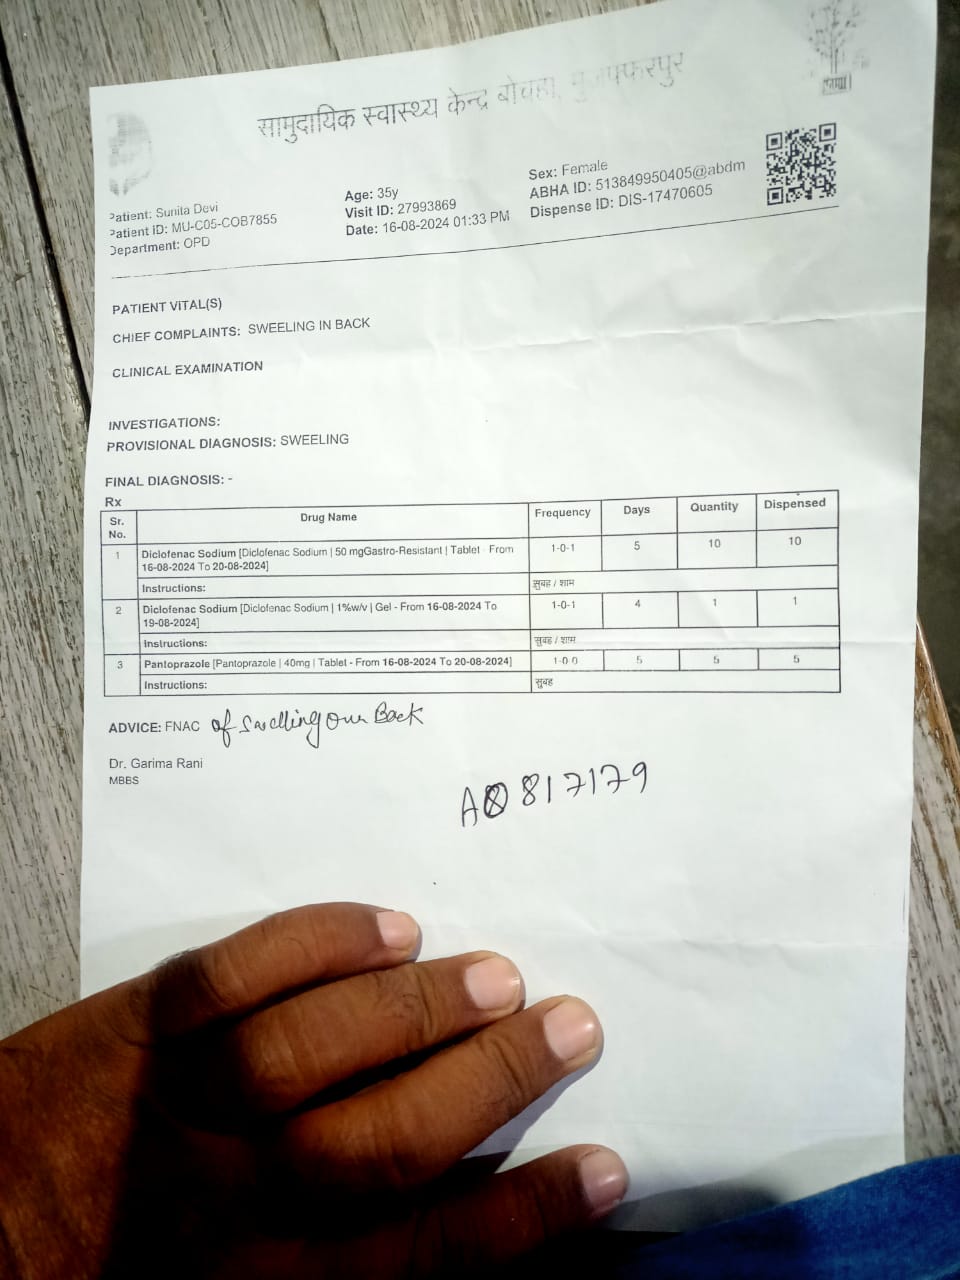 सामुदायिक स्वास्थ्य केन्द्र बोचहा, मुजफ्फरपुर
Patient: Sunita Devi
Patient ID: MU-C05-COB7855
Department: OPD
Age: 35y
Visit ID: 27993869
Date: 16-08-2024 01:33 PM
Sex: Female
ABHA ID: 513849950405@abdm
Dispense ID: DIS-17470605
PATIENT VITAL(S)
CHIEF COMPLAINTS: SWEELING IN BACK
CLINICAL EXAMINATION
INVESTIGATIONS:
PROVISIONAL DIAGNOSIS: SWEELING
FINAL DIAGNOSIS: -
Rx
Sr. No. Drug Name Frequency Days Quantity Dispensed
1 Diclofenac Sodium [Diclofenac Sodium | 50 mgGastro-Resistant | Tablet - From 1-0-1 5 10 10
16-08-2024 To 20-08-2024]
Instructions: सुबह / शाम
2 Diclofenac Sodium [Diclofenac Sodium | 1%w/v | Gel - From 16-08-2024 To 1-0-1 4 1 1
19-08-2024]
Instructions: सुबह / शाम
3 Pantoprazole [Pantoprazole | 40mg | Tablet - From 16-08-2024 To 20-08-2024] 1-0-0 5 5 5
Instructions: सुबह
ADVICE: FNAC of Swelling Over Back
Dr. Garima Rani
MBBS
A 817179